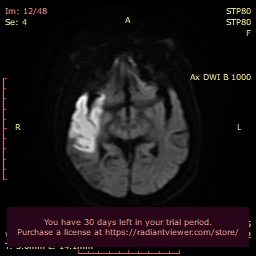 Im: 12/48 STP80
Se: 4 STP80
A F
Ax DWI B 1000
R L
You have 30 days left in your trial period.
Purchase a license at https://radiantviewer.com/store/